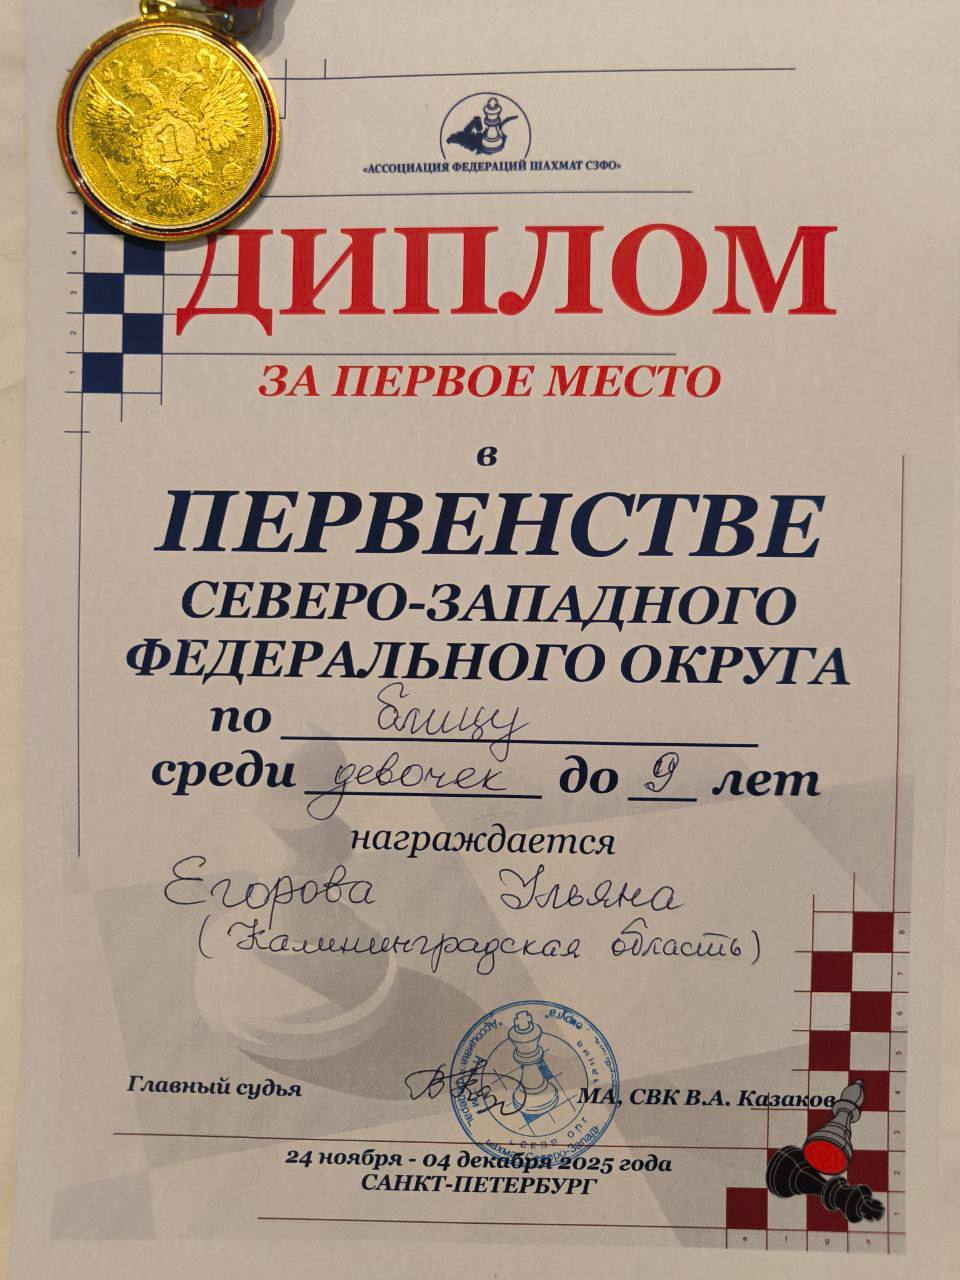 1
«АССОЦИАЦИЯ ФЕДЕРАЦИЙ ШАХМАТ СЗФО»
ДИПЛОМ
ЗА ПЕРВОЕ МЕСТО
в
ПЕРВЕНСТВЕ
СЕВЕРО-ЗАПАДНОГО
ФЕДЕРАЛЬНОГО ОКРУГА
по блицу
среди девочек до 9 лет
награждается
Егорова Ульяна
(Калининградская область)
Главный судья МА, СВК В.А. Казаков
24 ноября - 04 декабря 2025 года
САНКТ-ПЕТЕРБУРГ